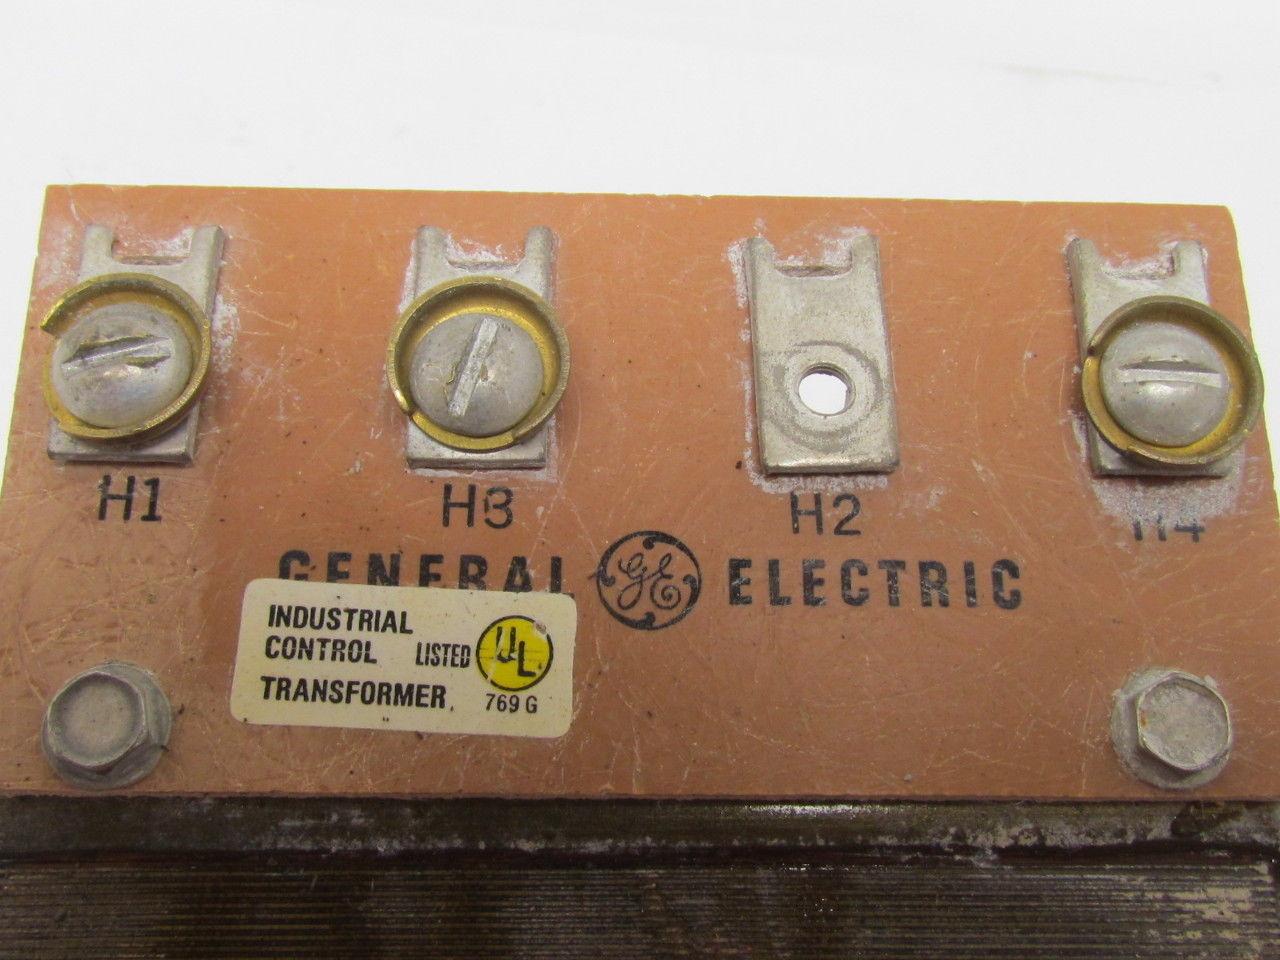 H1 H3 H2 H4
GENERAL GE ELECTRIC
INDUSTRIAL
CONTROL LISTED UL
TRANSFORMER 769 G